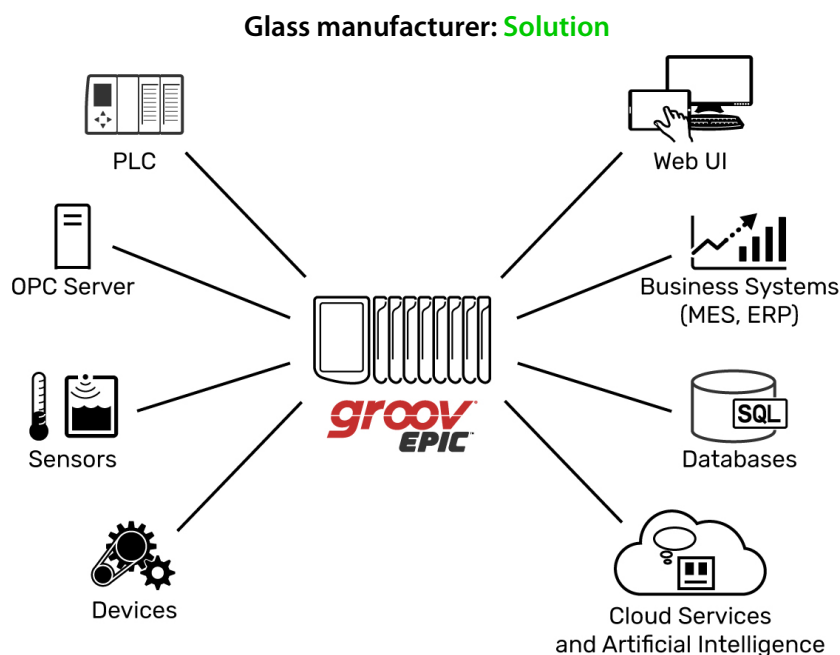 Glass manufacturer: Solution
PLC
Web UI
OPC Server
Business Systems
(MES, ERP)
groov
EPIC™
Sensors
SQL
Databases
Devices
Cloud Services
and Artificial Intelligence